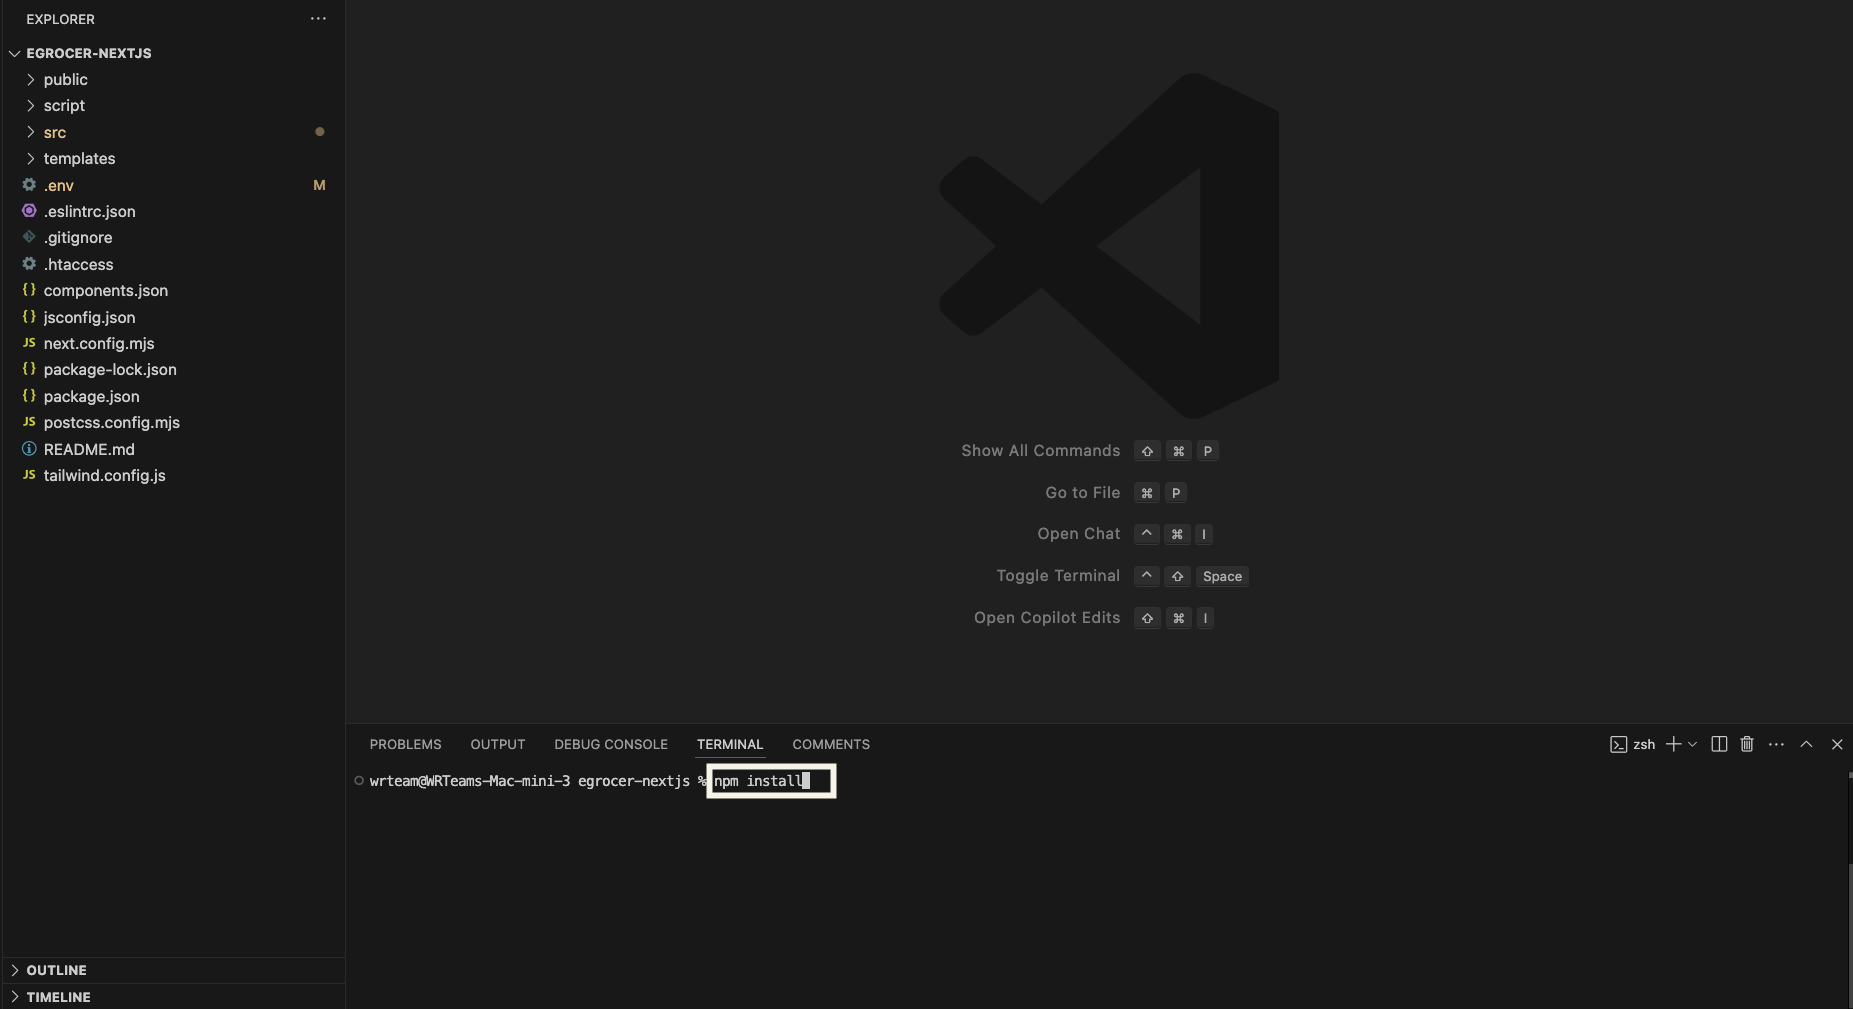 EXPLORER
EGROCER-NEXTJS
public
script
src
templates
.env M
.eslintrc.json
.gitignore
.htaccess
{} components.json
{} jsconfig.json
JS next.config.mjs
{} package-lock.json
{} package.json
JS postcss.config.mjs
README.md
JS tailwind.config.js
OUTLINE
TIMELINE
Show All Commands ⇧ ⌘ P
Go to File ⌘ P
Open Chat ^ ⌘ I
Toggle Terminal ^ ⇧ Space
Open Copilot Edits ⇧ ⌘ I
PROBLEMS OUTPUT DEBUG CONSOLE TERMINAL COMMENTS zsh
wrteam@WRTeams-Mac-mini-3 egrocer-nextjs % npm install